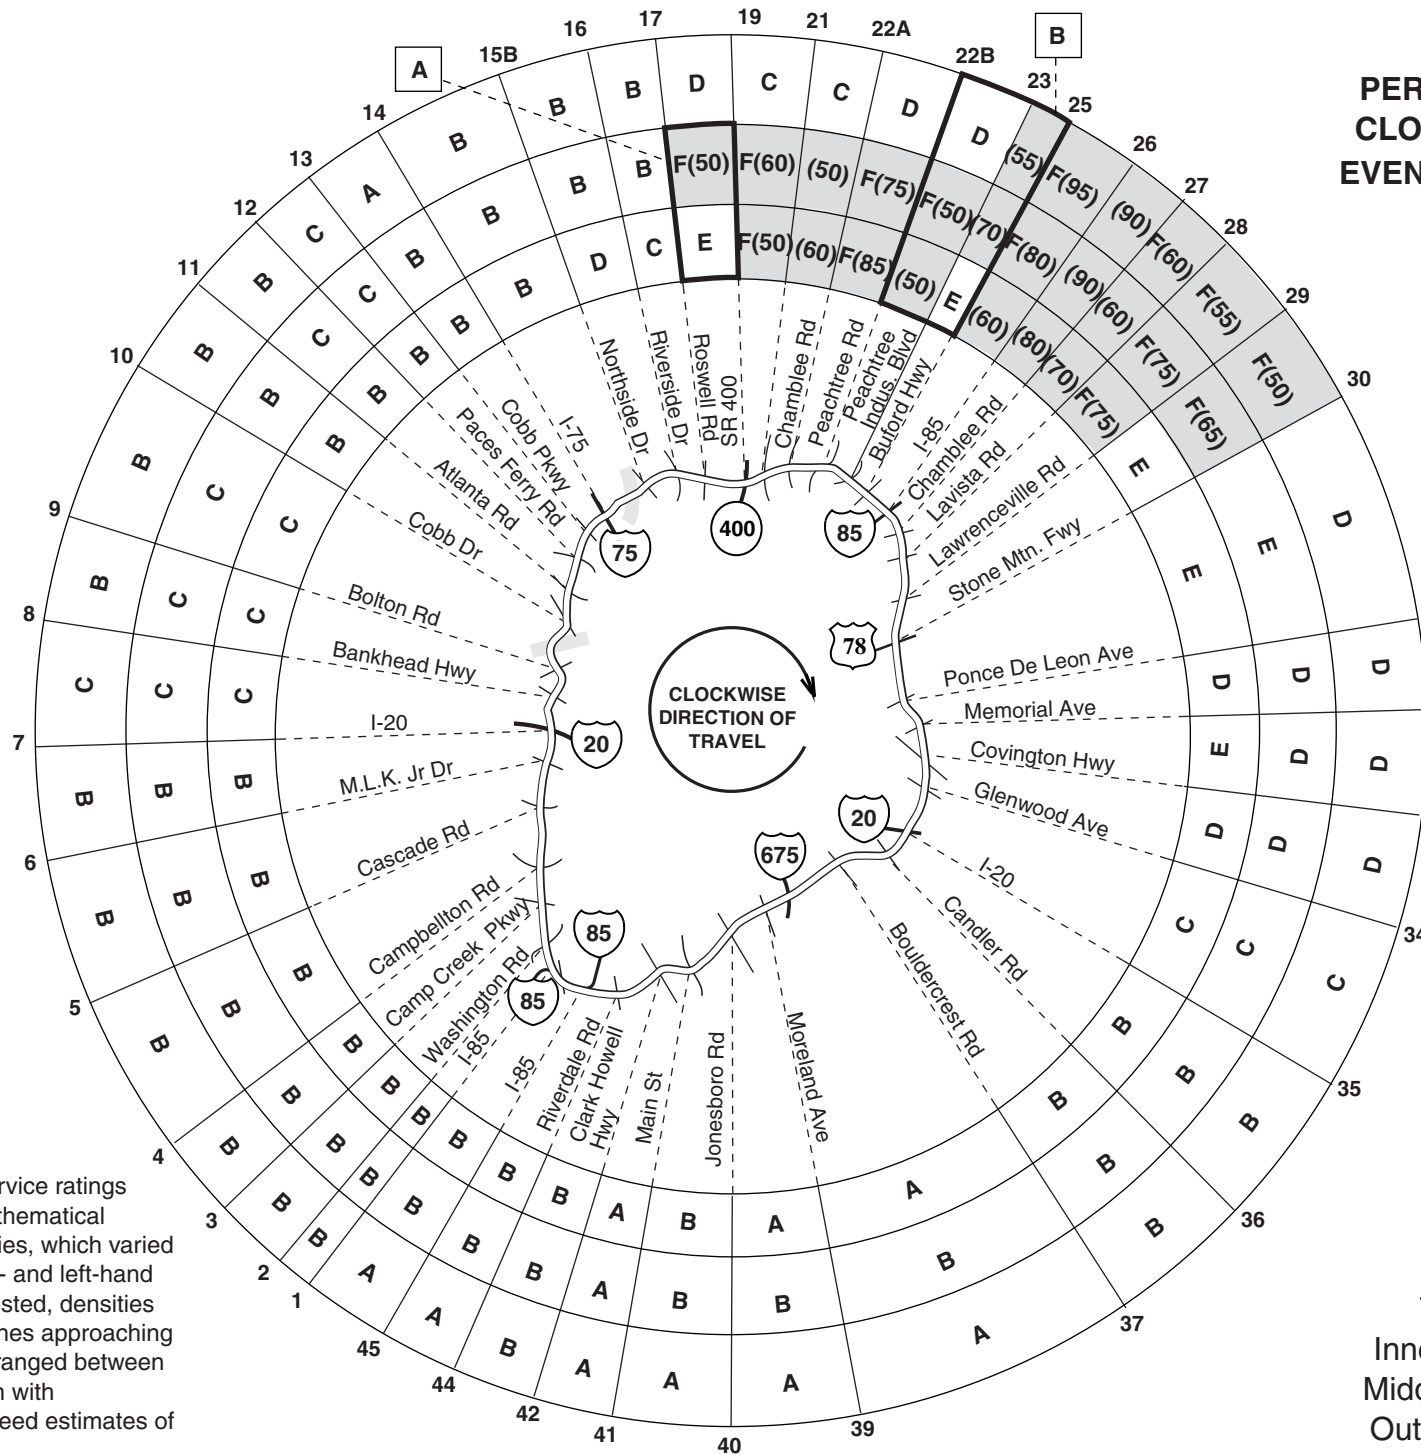 A
B
PER
CLO
EVEN
15B
16
17
19
21
22A
22B
23
25
26
27
28
29
30
34
35
36
37
39
40
41
42
44
45
1
2
3
4
5
6
7
8
9
10
11
12
13
14
B
B
D
C
C
D
D
(55)
F(95)
(90)
F(60)
F(55)
F(50)
D
D
D
D
C
B
B
A
A
A
A
B
A
A
B
B
B
B
B
B
C
B
B
B
B
C
A
B
B
B
F(50)
F(60)
(50)
F(75)
F(50)
(70)
F(80)
(90)
(60)
F(75)
F(65)
E
D
D
D
C
B
B
B
B
B
A
B
B
B
B
B
B
B
B
B
C
C
C
B
C
C
B
B
D
C
E
F(50)
(60)
F(85)
(50)
E
(60)
(80)
(70)
F(75)
E
E
D
E
D
C
B
B
A
A
B
A
B
B
B
B
B
B
B
B
B
C
C
C
B
B
B
B
B
Northside Dr
Riverside Dr
Roswell Rd
SR 400
Chamblee Rd
Peachtree Rd
Peachtree
Indus. Blvd
Buford Hwy
I-85
Chamblee Rd
Lavista Rd
Lawrenceville Rd
Stone Mtn. Fwy
Ponce De Leon Ave
Memorial Ave
Covington Hwy
Glenwood Ave
I-20
Candler Rd
Bouldercrest Rd
Moreland Ave
Jonesboro Rd
Main St
Clark Howell
Hwy
Riverdale Rd
I-85
I-85
Washington Rd
Camp Creek Pkwy
Campbellton Rd
Cascade Rd
M.L.K. Jr Dr
I-20
Bankhead Hwy
Bolton Rd
Cobb Dr
Atlanta Rd
Paces Ferry Rd
Cobb Pkwy
I-75
75
400
85
78
20
20
675
85
85
CLOCKWISE
DIRECTION OF
TRAVEL
rvice ratings
thematical
ies, which varied
- and left-hand
sted, densities
nes approaching
ranged between
n with
eed estimates of
Inne
Midd
Out